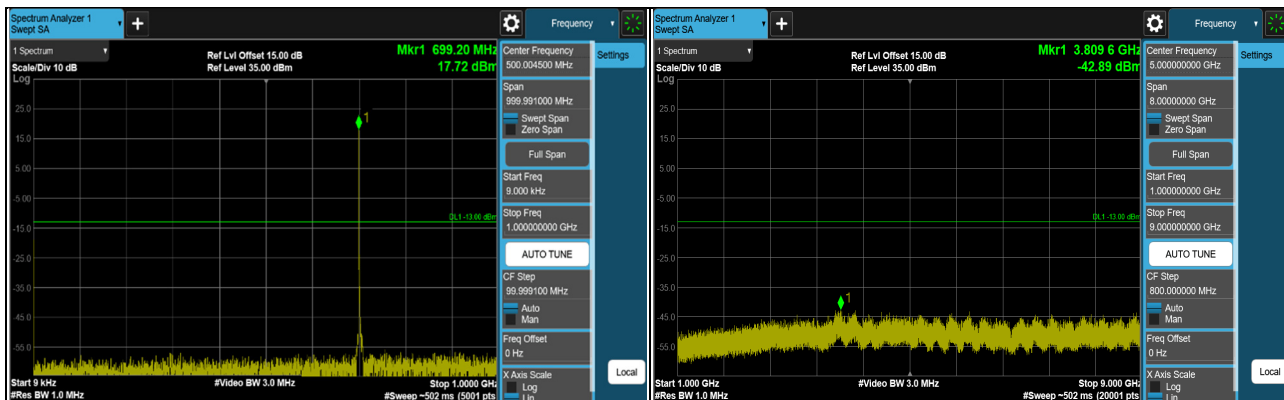 Spectrum Analyzer 1
Swept SA
Frequency
1 Spectrum
Scale/Div 10 dB
Log
Ref Lvl Offset 15.00 dB
Ref Level 35.00 dBm
Mkr1 699.20 MHz
17.72 dBm
25.0
15.0
5.00
-5.00
-15.0
-25.0
-35.0
-45.0
-55.0
1
DL1 -13.00 dBm
Start 9 kHz
#Res BW 1.0 MHz
#Video BW 3.0 MHz
Stop 1.0000 GHz
#Sweep ~502 ms (5001 pts
Center Frequency
500.004500 MHz
Settings
Span
999.991000 MHz
Swept Span
Zero Span
Full Span
Start Freq
9.000 kHz
Stop Freq
1.000000000 GHz
AUTO TUNE
CF Step
99.999100 MHz
Auto
Man
Freq Offset
0 Hz
X Axis Scale
Log
Lin
Local
Spectrum Analyzer 1
Swept SA
Frequency
1 Spectrum
Scale/Div 10 dB
Log
Ref Lvl Offset 15.00 dB
Ref Level 35.00 dBm
Mkr1 3.809 6 GHz
-42.89 dBm
25.0
15.0
5.00
-5.00
-15.0
-25.0
-35.0
-45.0
-55.0
1
DL1 -13.00 dBm
Start 1.000 GHz
#Res BW 1.0 MHz
#Video BW 3.0 MHz
Stop 9.000 GHz
#Sweep ~502 ms (20001 pts
Center Frequency
5.000000000 GHz
Settings
Span
8.00000000 GHz
Swept Span
Zero Span
Full Span
Start Freq
1.000000000 GHz
Stop Freq
9.000000000 GHz
AUTO TUNE
CF Step
800.000000 MHz
Auto
Man
Freq Offset
0 Hz
X Axis Scale
Log
Lin
Local